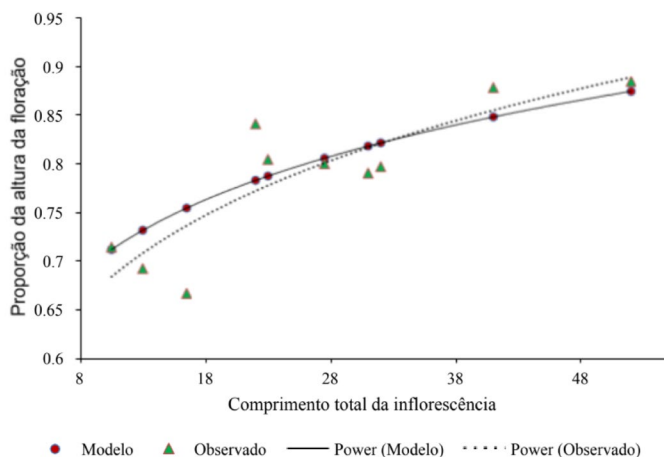 0.95
0.9
0.85
0.8
0.75
0.7
0.65
0.6
Proporção da altura da floração
8
18
28
38
48
Comprimento total da inflorescência
Modelo
Observado
Power (Modelo)
Power (Observado)